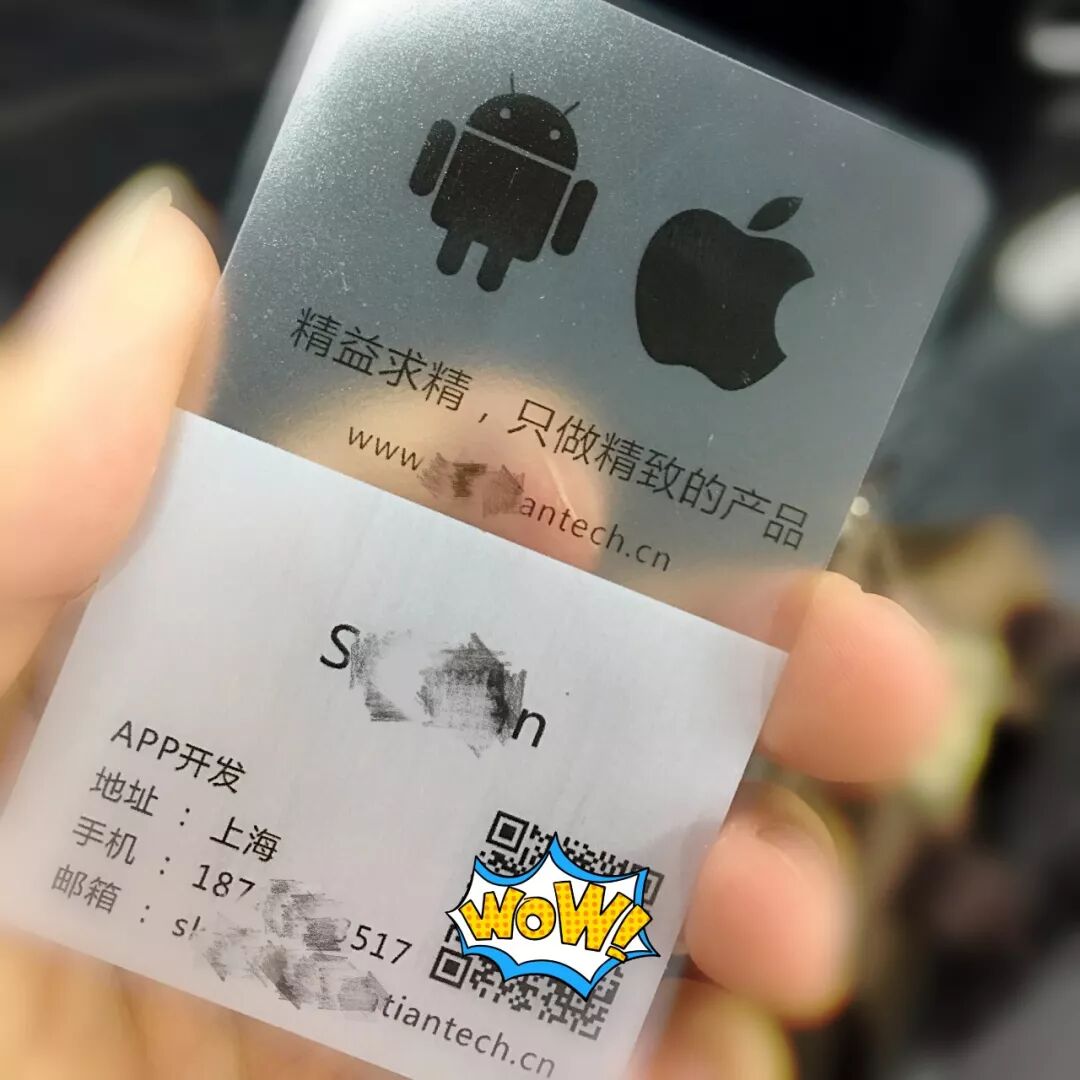 精益求精，只做精致的产品
www. antech.cn
S n
APP开发
地址：上海
手机：187 517
邮箱：s tiantech.cn
WOW!